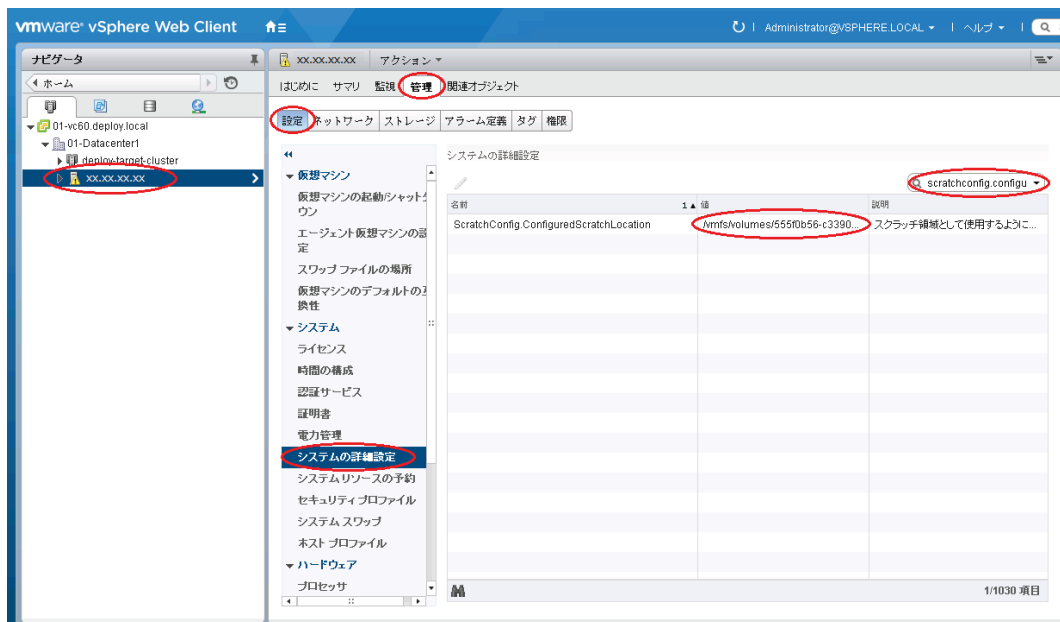 vmware® vSphere Web Client
Administrator@VSPHERE.LOCAL
ヘルプ
ナビゲータ
ホーム
01-vc60.deploy.local
01-Datacenter1
deploy-target-cluster
xx.xx.xx.xx
xx.xx.xx.xx アクション
はじめに サマリ 監視 管理 関連オブジェクト
設定 ネットワーク ストレージ アラーム定義 タグ 権限
仮想マシン
仮想マシンの起動/シャットダ
ウン
エージェント仮想マシンの設
定
スワップ ファイルの場所
仮想マシンのデフォルトの互
換性
システム
ライセンス
時間の構成
認証サービス
証明書
電力管理
システムの詳細設定
システム リソースの予約
セキュリティ プロファイル
システム スワップ
ホスト プロファイル
ハードウェア
プロセッサ
システムの詳細設定
scratchconfig.configu
名前 1 値 説明
ScratchConfig.ConfiguredScratchLocation /vmfs/volumes/555f0b56-c3390... スクラッチ領域として使用するように...
1/1030 項目